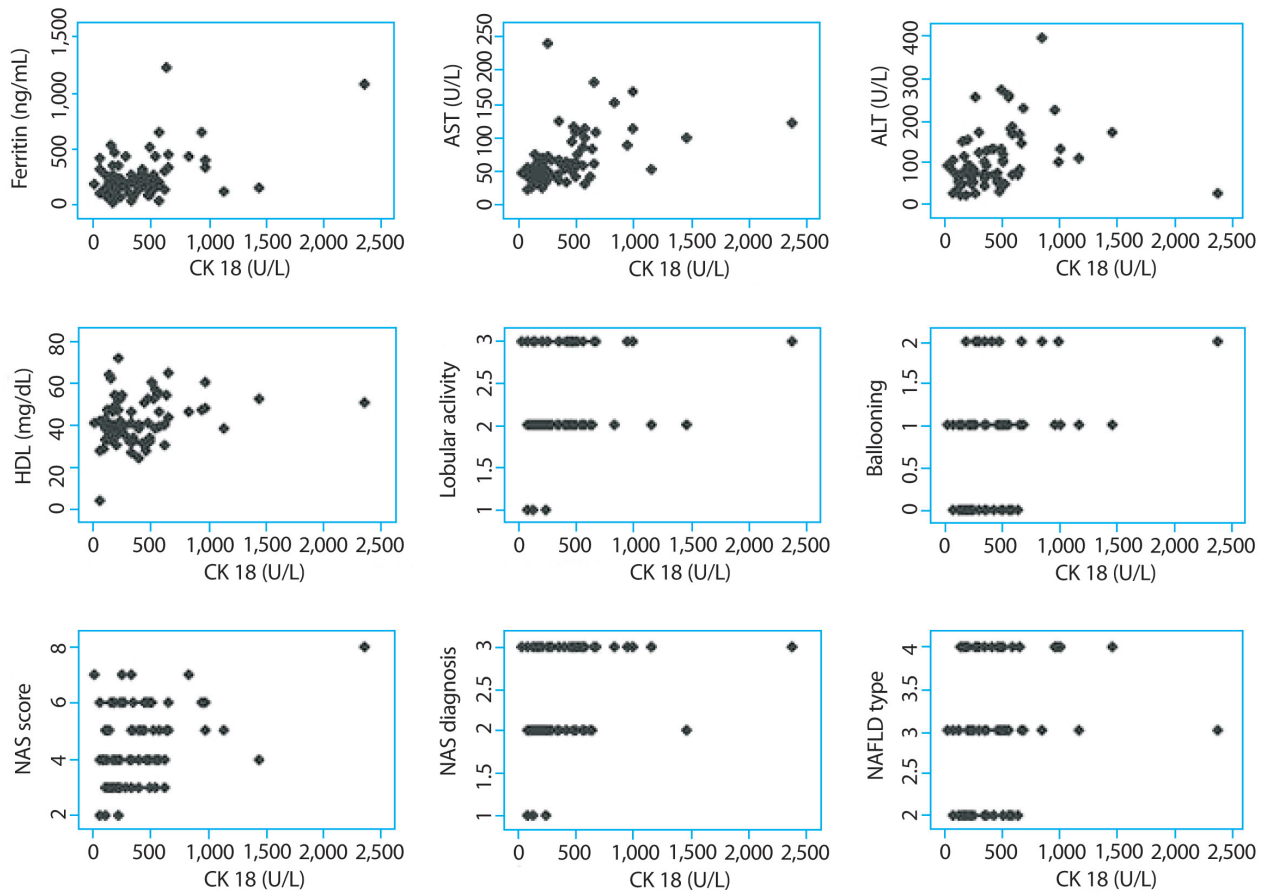 Ferritin (ng/mL)
1,500
1,000
500
0
0 500 1,000 1,500 2,000 2,500
CK 18 (U/L)
AST (U/L)
250
200
150
100
50
0
0 500 1,000 1,500 2,000 2,500
CK 18 (U/L)
ALT (U/L)
400
300
200
100
0
0 500 1,000 1,500 2,000 2,500
CK 18 (U/L)
HDL (mg/dL)
80
60
40
20
0
0 500 1,000 1,500 2,000 2,500
CK 18 (U/L)
Lobular aclivity
3
2.5
2
1.5
1
0 500 1,000 1,500 2,000 2,500
CK 18 (U/L)
Ballooning
2
1.5
1
0.5
0
0 500 1,000 1,500 2,000 2,500
CK 18 (U/L)
NAS score
8
6
4
2
0 500 1,000 1,500 2,000 2,500
CK 18 (U/L)
NAS diagnosis
3
2.5
2
1.5
1
0 500 1,000 1,500 2,000 2,500
CK 18 (U/L)
NAFLD type
4
3.5
3
2.5
2
0 500 1,000 1,500 2,000 2,500
CK 18 (U/L)